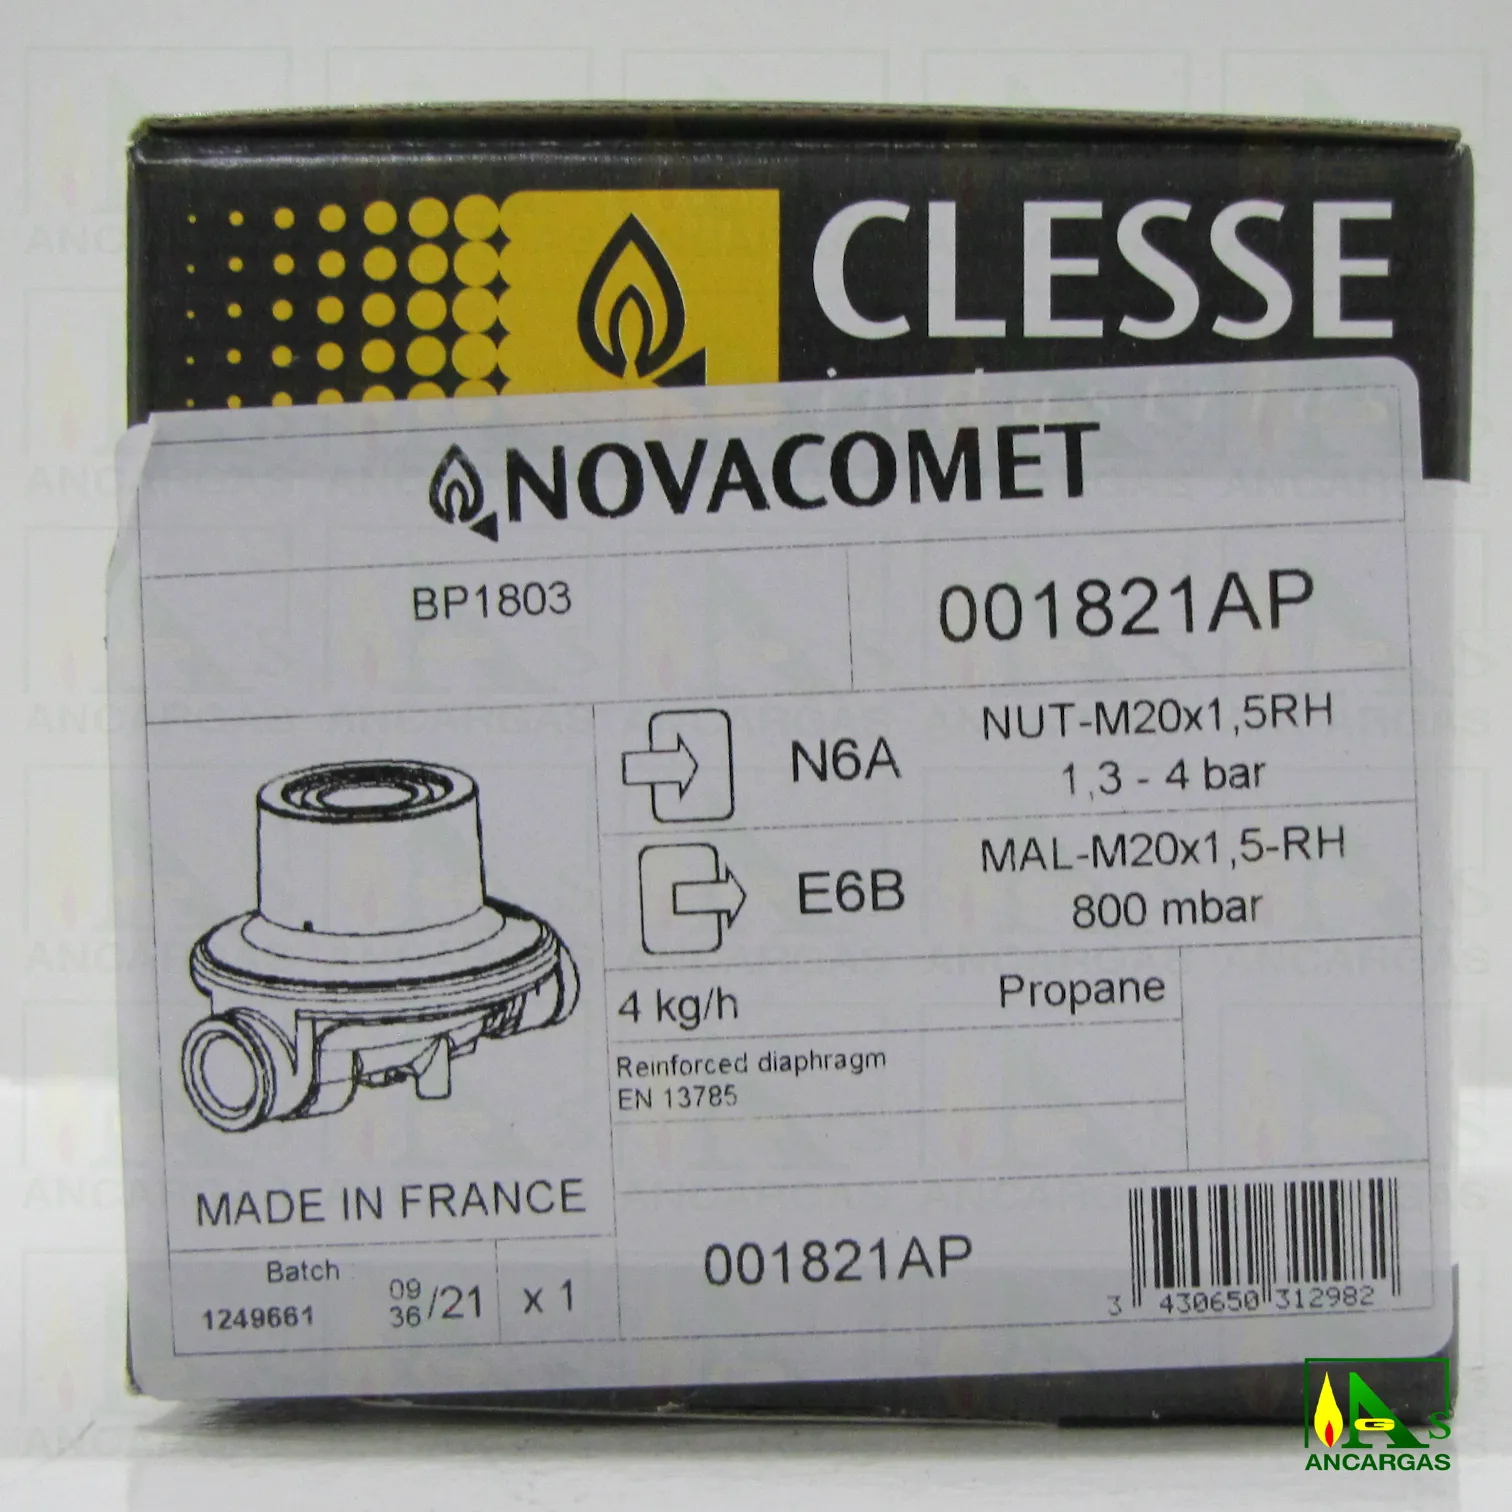 CLESSE
industries
NOVACOMET
BP1803
001821AP
N6A
NUT-M20x1,5RH
1,3 - 4 bar
E6B
MAL-M20x1,5-RH
800 mbar
4 kg/h
Propane
Reinforced diaphragm
EN 13785
MADE IN FRANCE
Batch
1249661
09
36
/21
x 1
001821AP
3 430650 312982
AGS
ANCARGAS